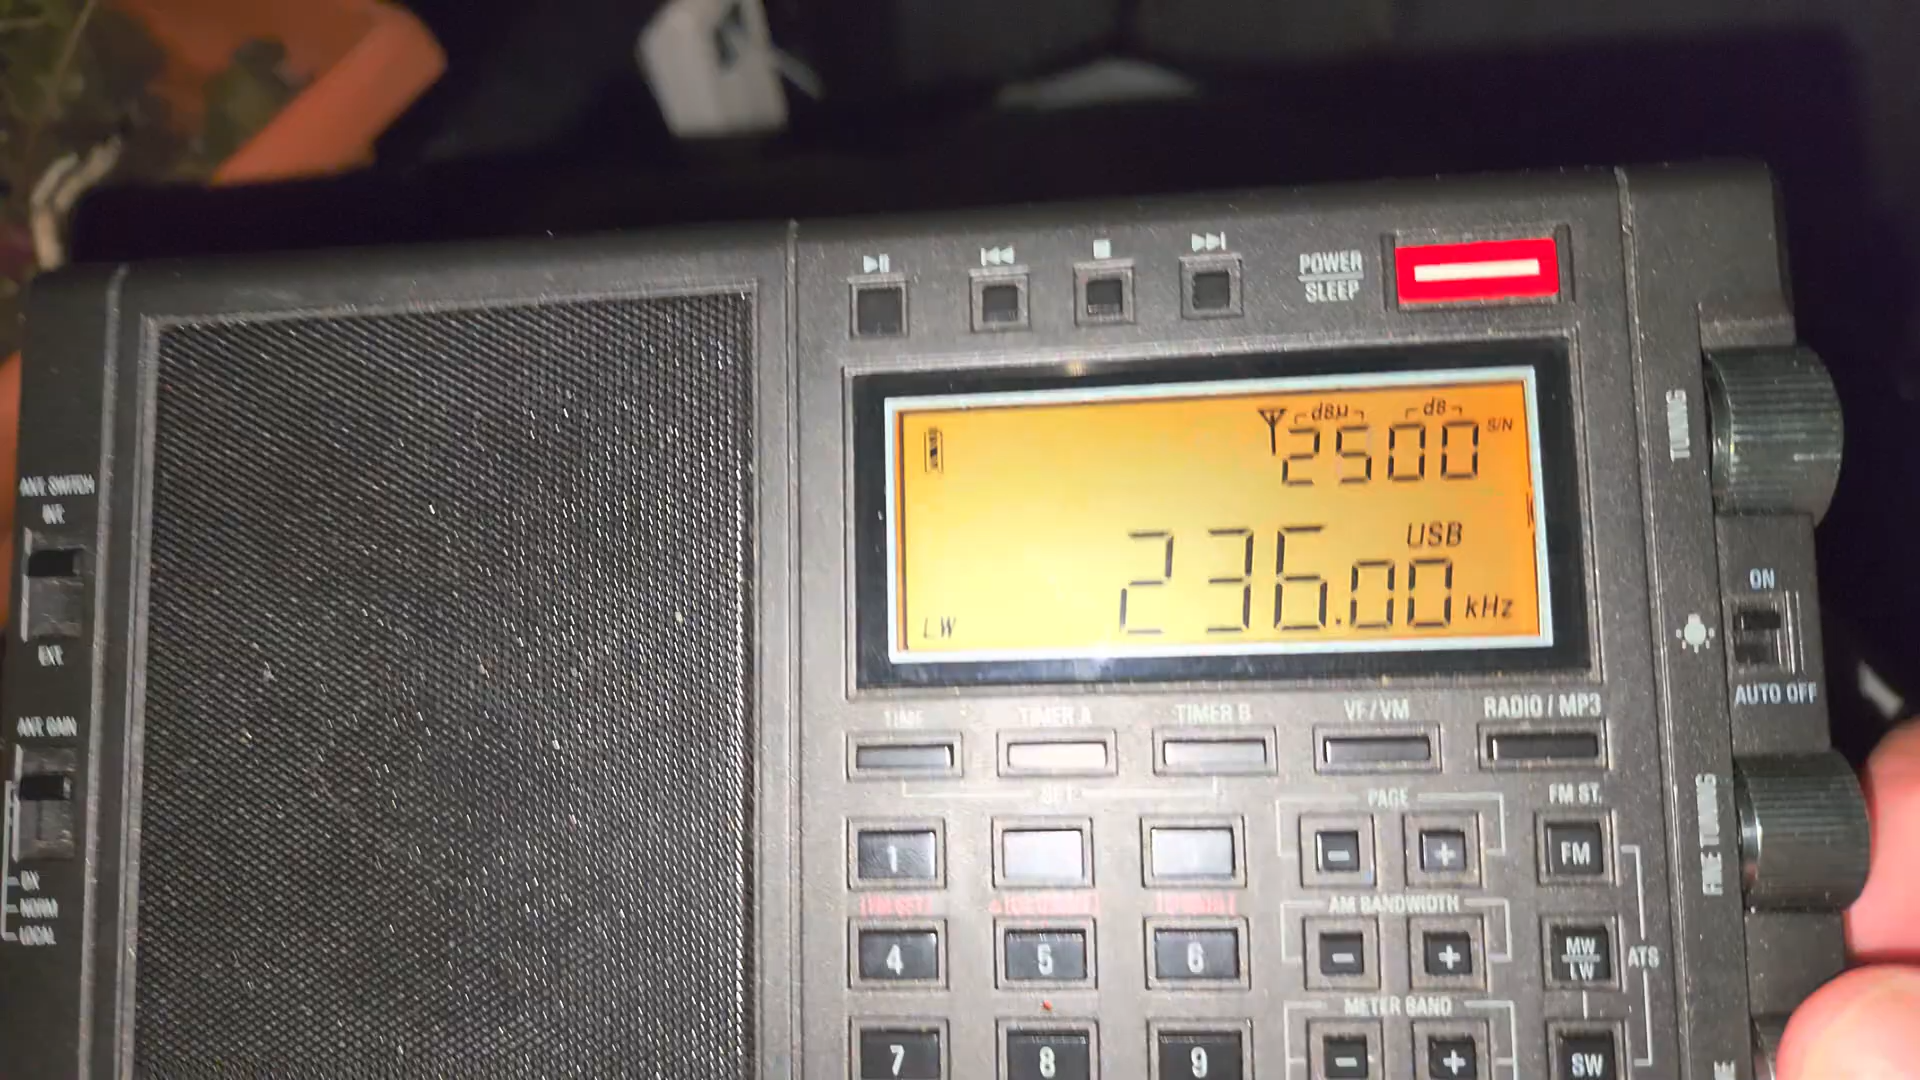 POWER
SLEEP
dBµ dB
2500 S/N
USB
236.00 kHz
LW
TUNING
ANT. SWITCH
INT.
EXT.
ANT. GAIN
DX
NORM
LOCAL
ON
AUTO OFF
TIME TIMER A TIMER B VF/VM RADIO / MP3
SET PAGE FM ST.
1 - + FM
FINE TUNING
AM BANDWIDTH
4 5 6 - + MW
LW
ATS
METER BAND
7 8 9 - + SW